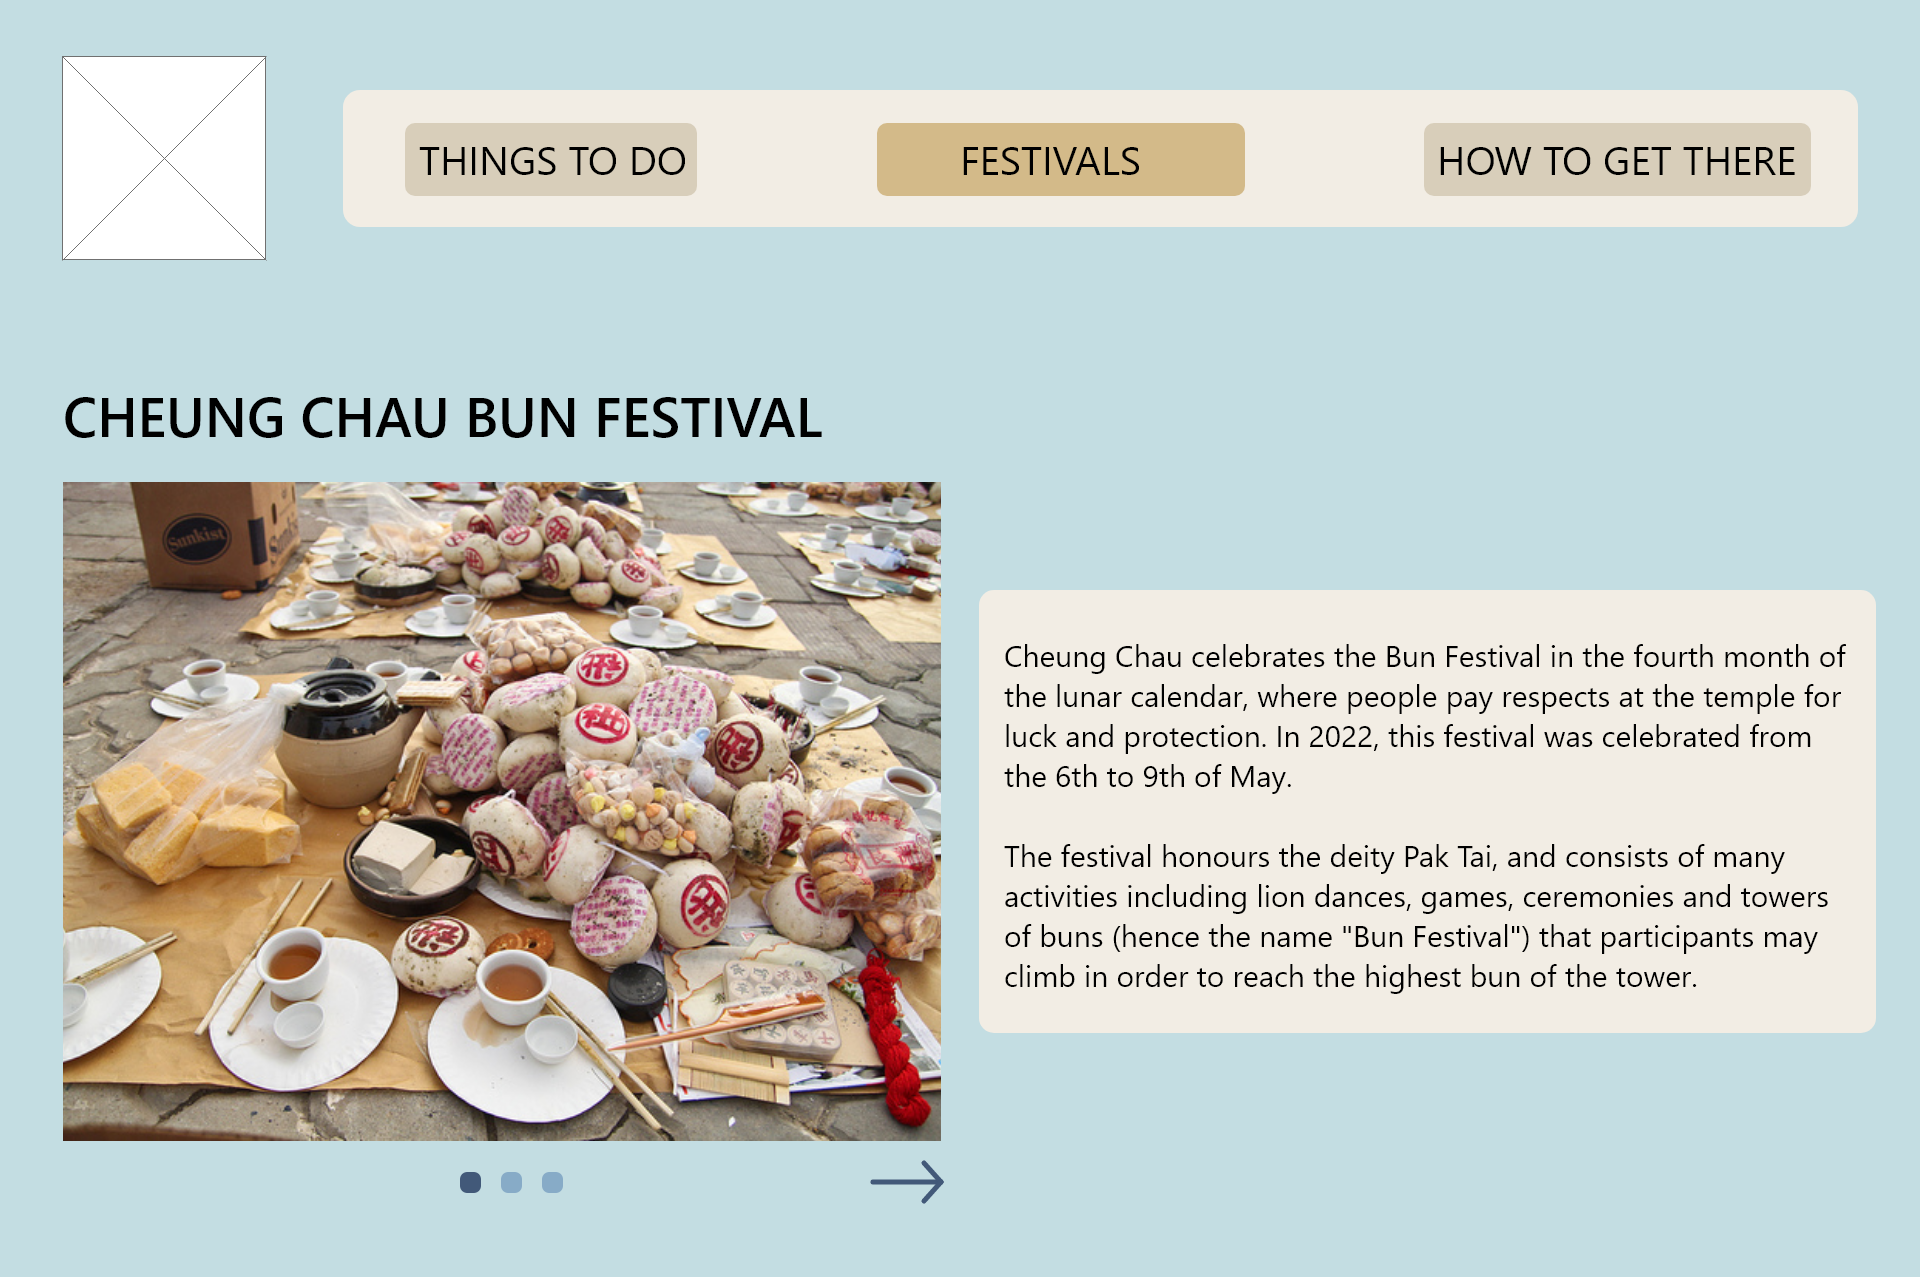 THINGS TO DO
FESTIVALS
HOW TO GET THERE
CHEUNG CHAU BUN FESTIVAL
Sunkist
Cheung Chau celebrates the Bun Festival in the fourth month of
the lunar calendar, where people pay respects at the temple for
luck and protection. In 2022, this festival was celebrated from
the 6th to 9th of May.
The festival honours the deity Pak Tai, and consists of many
activities including lion dances, games, ceremonies and towers
of buns (hence the name "Bun Festival") that participants may
climb in order to reach the highest bun of the tower.